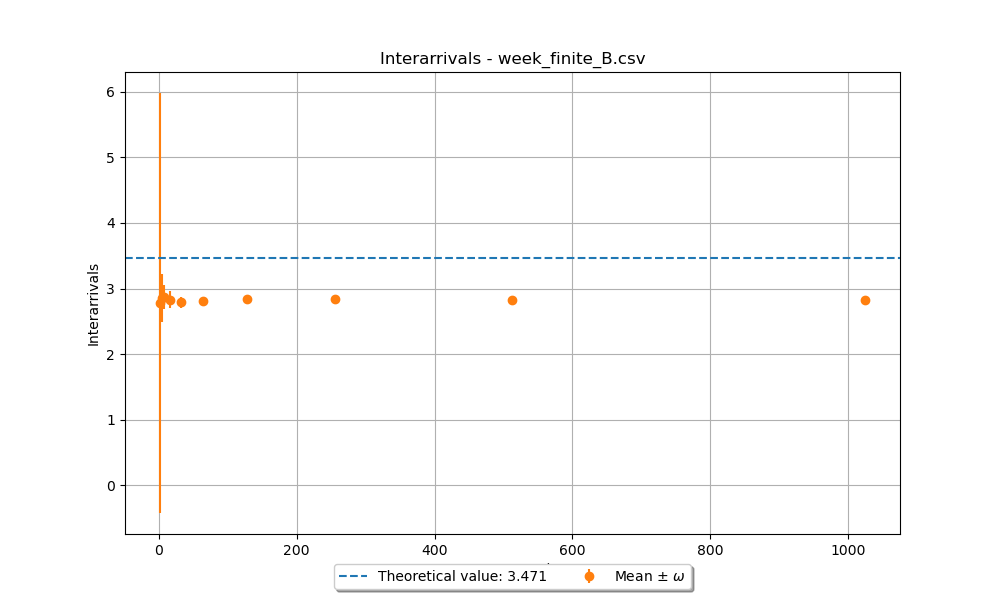 Interarrivals - week_finite_B.csv
Interarrivals
6
5
4
3
2
1
0
0 200 400 600 800 1000
Theoretical value: 3.471 Mean ± ω